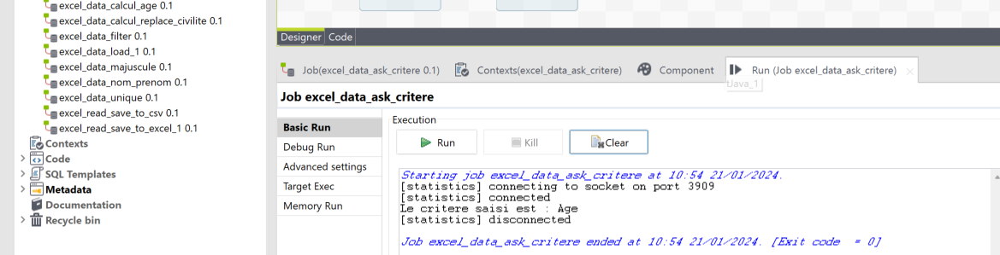 excel_data_calcul_age 0.1
excel_data_calcul_replace_civilite 0.1
excel_data_filter 0.1
excel_data_load_1 0.1
excel_data_majuscule 0.1
excel_data_nom_prenom 0.1
excel_data_unique 0.1
excel_read_save_to_csv 0.1
excel_read_save_to_excel_1 0.1
Contexts
Code
SQL Templates
Metadata
Documentation
Recycle bin
Designer Code
Job(excel_data_ask_critere 0.1) Contexts(excel_data_ask_critere) Component Run (Job excel_data_ask_critere)
Job excel_data_ask_critere
Basic Run
Debug Run
Advanced settings
Target Exec
Memory Run
Execution
Run Kill Clear
Starting job excel_data_ask_critere at 10:54 21/01/2024.
[statistics] connecting to socket on port 3909
[statistics] connected
Le critere saisi est : Age
[statistics] disconnected
Job excel_data_ask_critere ended at 10:54 21/01/2024. [Exit code = 0]